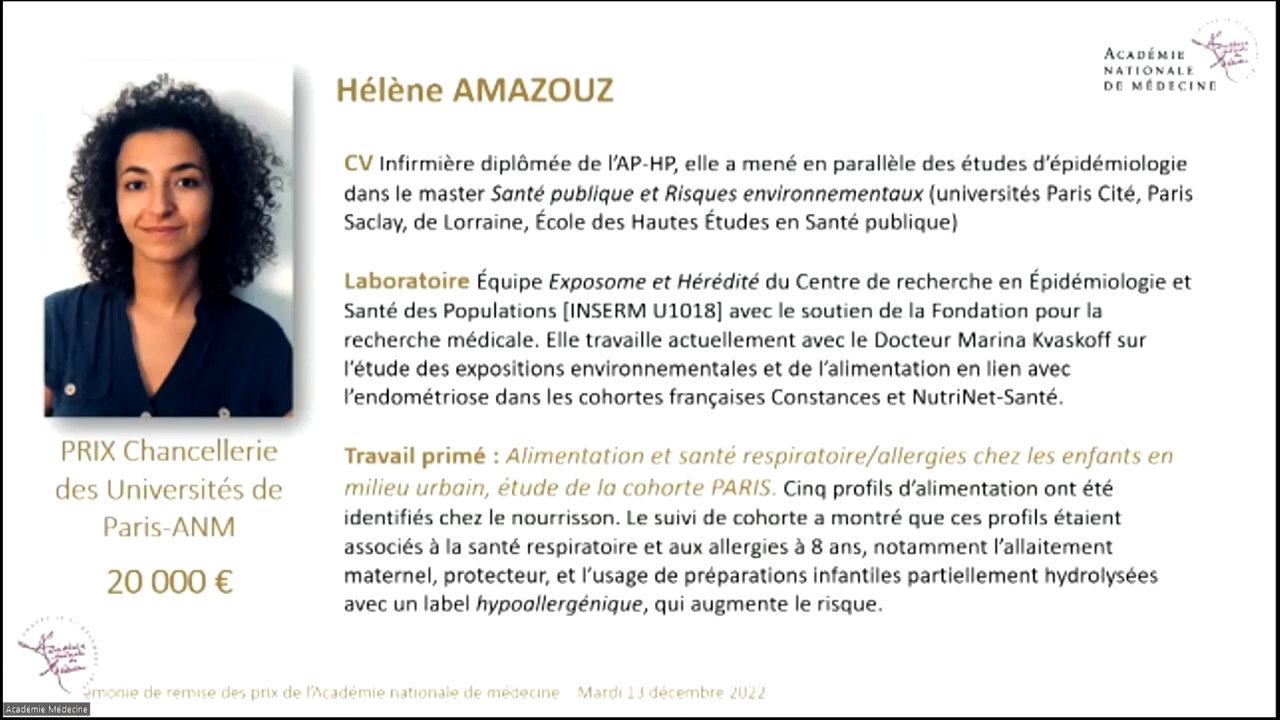 ACADÉMIE
NATIONALE
DE MÉDECINE
Hélène AMAZOUZ
CV Infirmière diplômée de l'AP-HP, elle a mené en parallèle des études d'épidémiologie
dans le master Santé publique et Risques environnementaux (universités Paris Cité, Paris
Saclay, de Lorraine, École des Hautes Études en Santé publique)
Laboratoire Équipe Exposome et Hérédité du Centre de recherche en Épidémiologie et
Santé des Populations [INSERM U1018] avec le soutien de la Fondation pour la
recherche médicale. Elle travaille actuellement avec le Docteur Marina Kvaskoff sur
l'étude des expositions environnementales et de l'alimentation en lien avec
l'endométriose dans les cohortes françaises Constances et NutriNet-Santé.
PRIX Chancellerie
des Universités de
Paris-ANM
20 000 €
Travail primé : Alimentation et santé respiratoire/allergies chez les enfants en
milieu urbain, étude de la cohorte PARIS. Cinq profils d'alimentation ont été
identifiés chez le nourrisson. Le suivi de cohorte a montré que ces profils étaient
associés à la santé respiratoire et aux allergies à 8 ans, notamment l'allaitement
maternel, protecteur, et l'usage de préparations infantiles partiellement hydrolysées
avec un label hypoallergénique, qui augmente le risque.
émonie de remise des prix de l'Académie nationale de médecine Mardi 13 décembre 2022
Académie Médecine